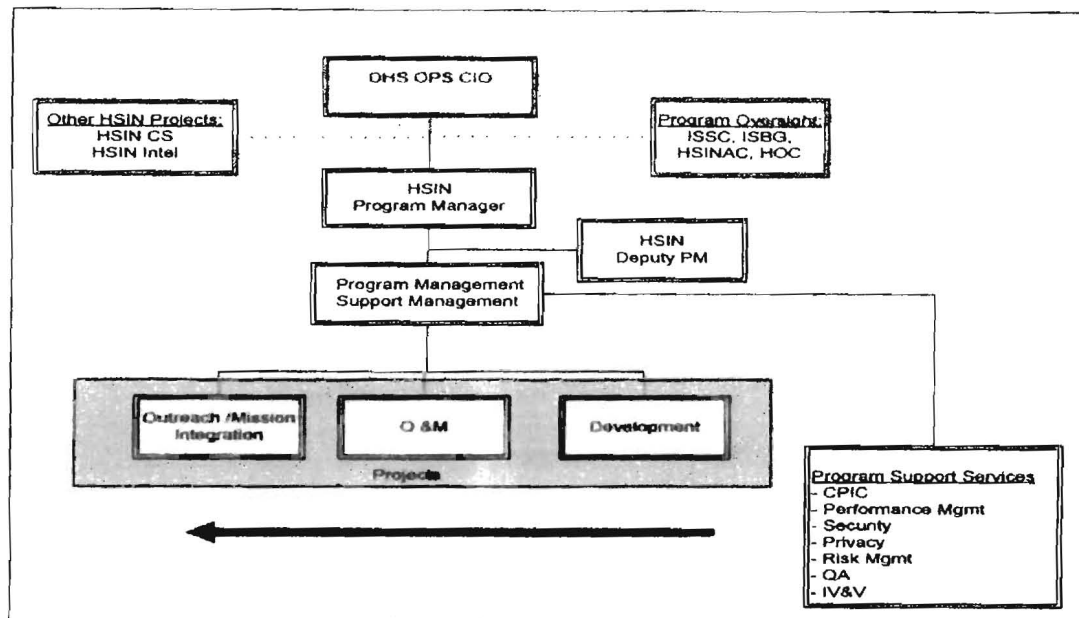 DHS OPS CIO
Other HSIN Projects:
HSIN CS
HSIN Intel
Program Oversight:
ISSC, ISBG,
HSINAC, HOC
HSIN
Program Manager
HSIN
Deputy PM
Program Management
Support Management
Outreach /Mission
Integration
O &M
Development
Projects
Program Support Services
- CPIC
- Performance Mgmt
- Security
- Privacy
- Risk Mgmt
- QA
- IV&V